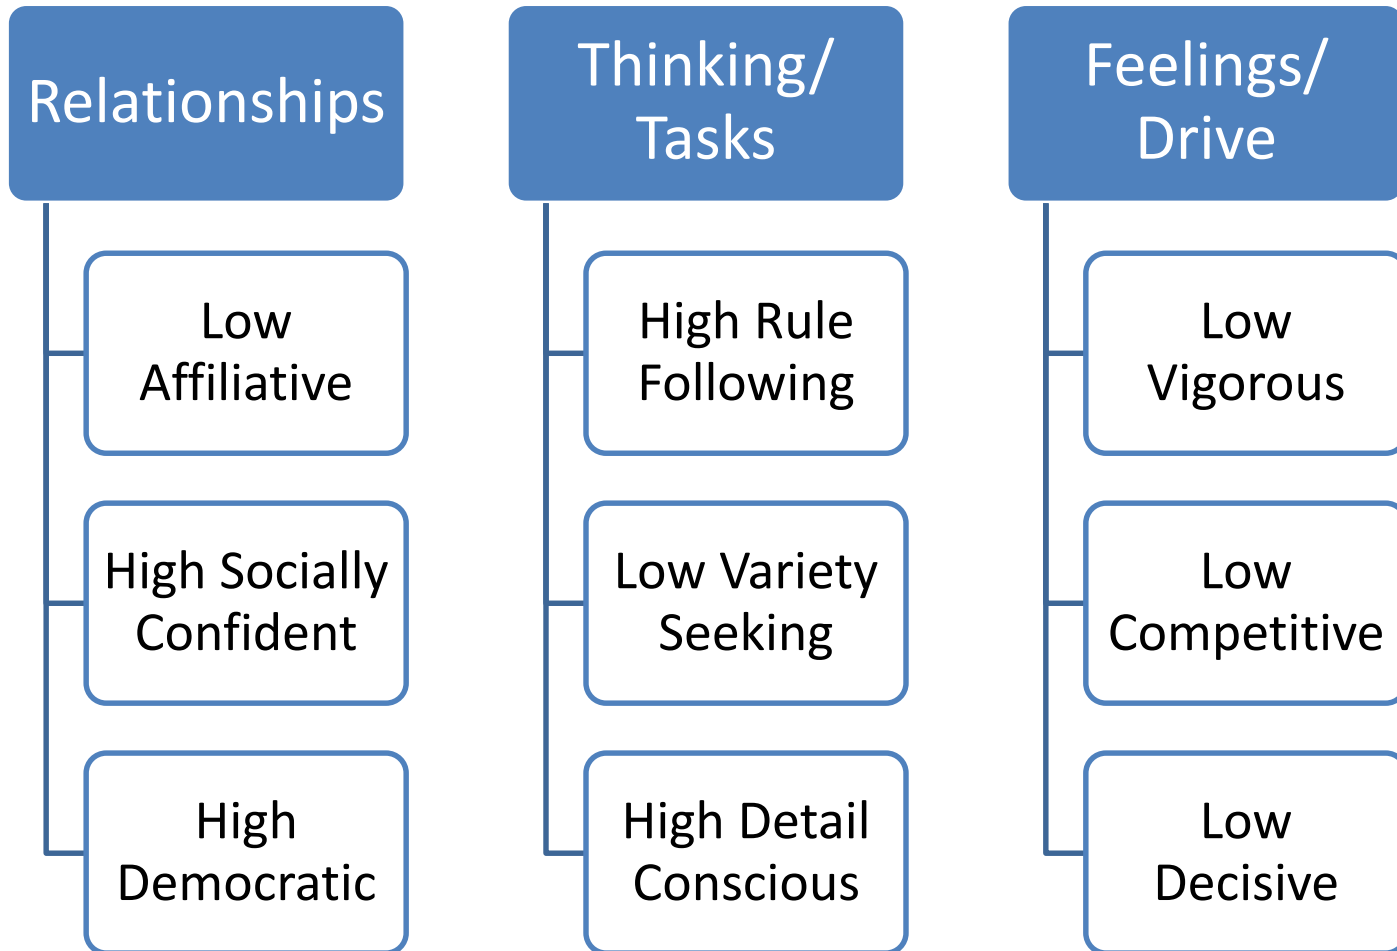 Relationships
Low
Affiliative
High Socially
Confident
High
Democratic
Thinking/
Tasks
High Rule
Following
Low Variety
Seeking
High Detail
Conscious
Feelings/
Drive
Low
Vigorous
Low
Competitive
Low
Decisive